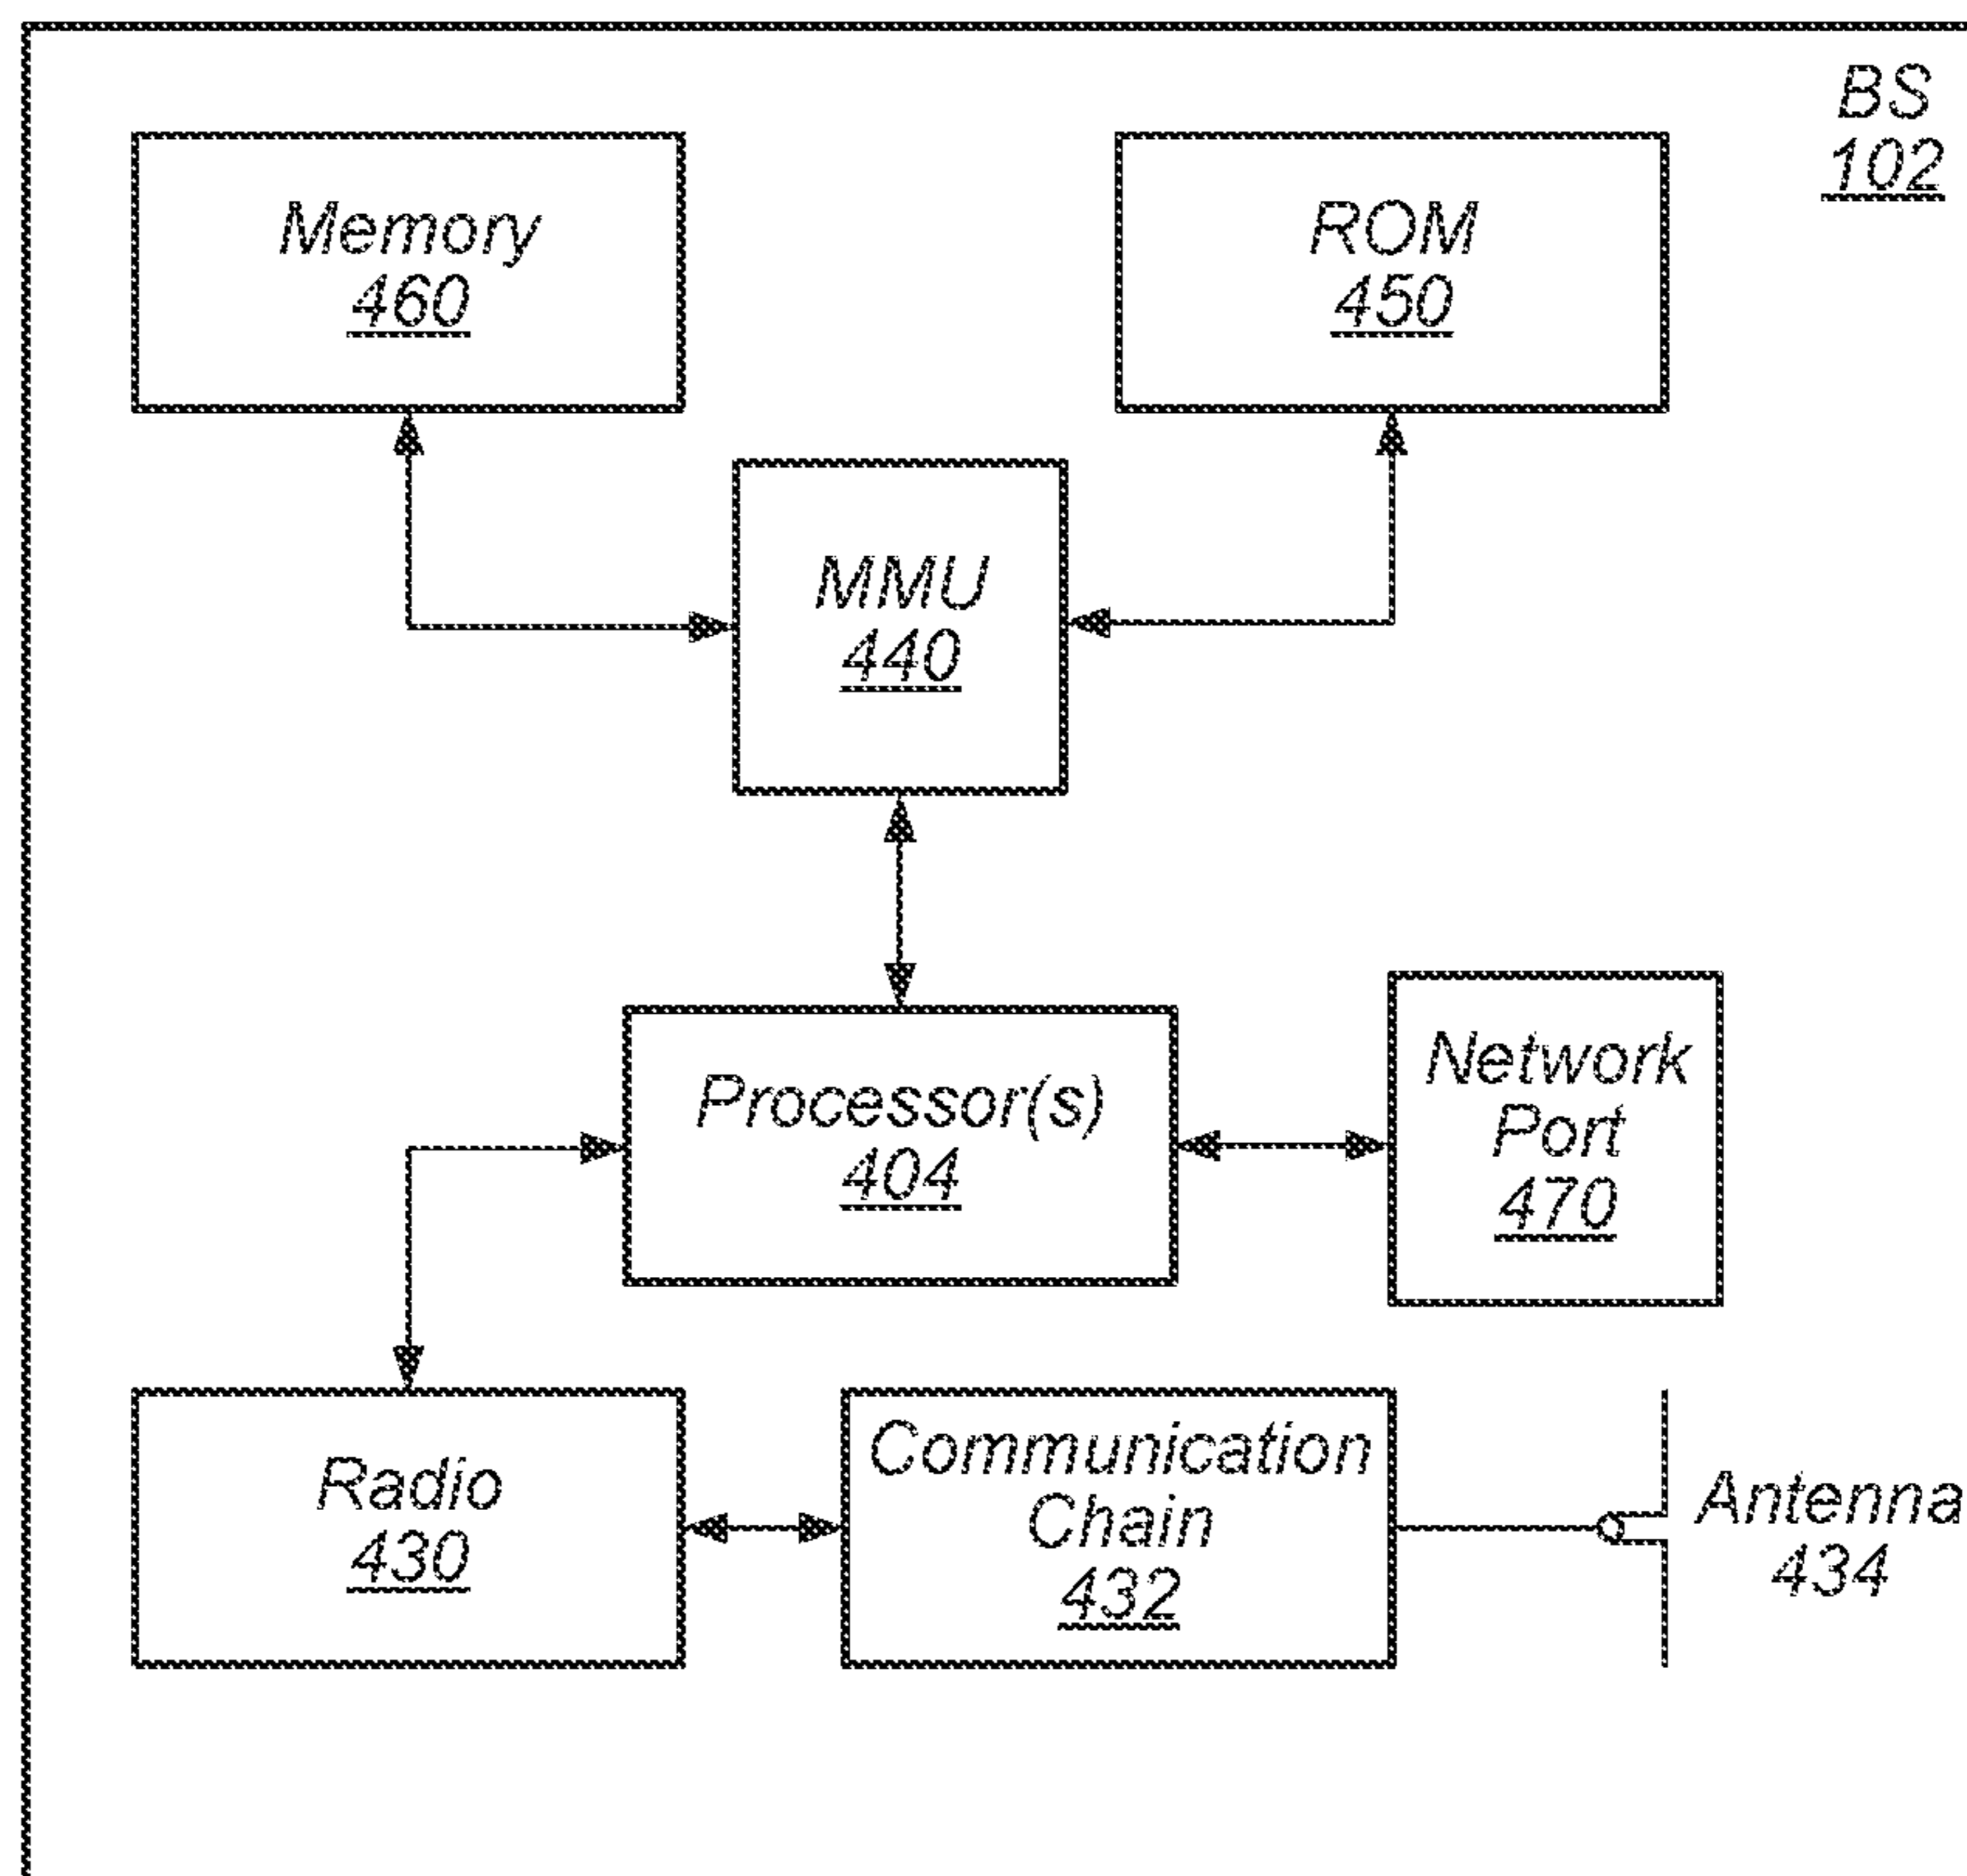 BS
102
Memory
460
ROM
450
MMU
440
Processor(s)
404
Network
Port
470
Radio
430
Communication
Chain
432
Antenna
434